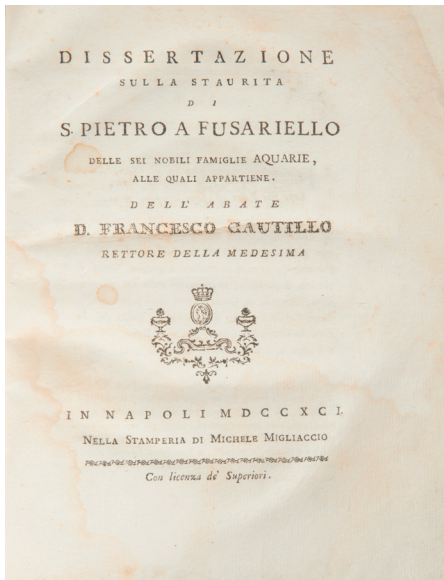 DISSERTAZIONE
SULLA STAURITA
DI
S. PIETRO A FUSARIELLO
DELLE SEI NOBILI FAMIGLIE AQUARIE,
ALLE QUALI APPARTIENE.
DELL' ABATE
D. FRANCESCO CAUTILLO
RETTORE DELLA MEDESIMA
IN NAPOLI MDCCXCI.
NELLA STAMPERIA DI MICHELE MIGLIACCIO
Con licenza de' Superiori.